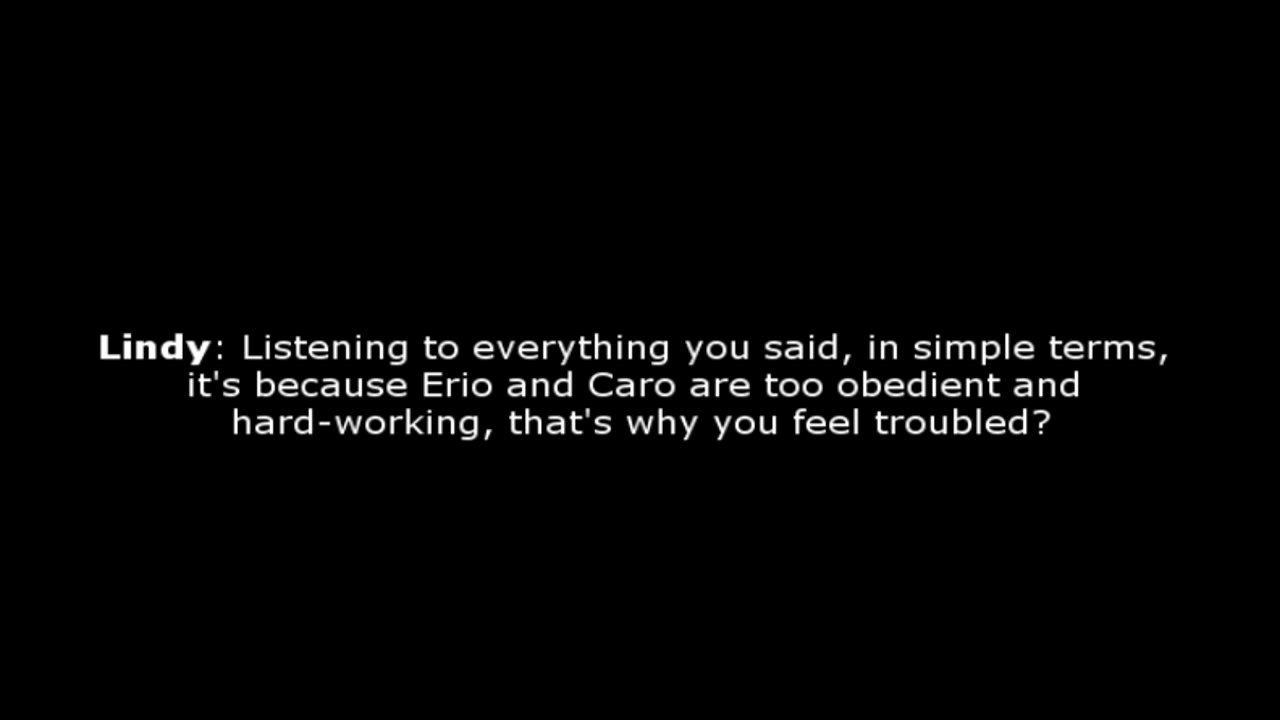 Lindy: Listening to everything you said, in simple terms,
it's because Erio and Caro are too obedient and
hard-working, that's why you feel troubled?